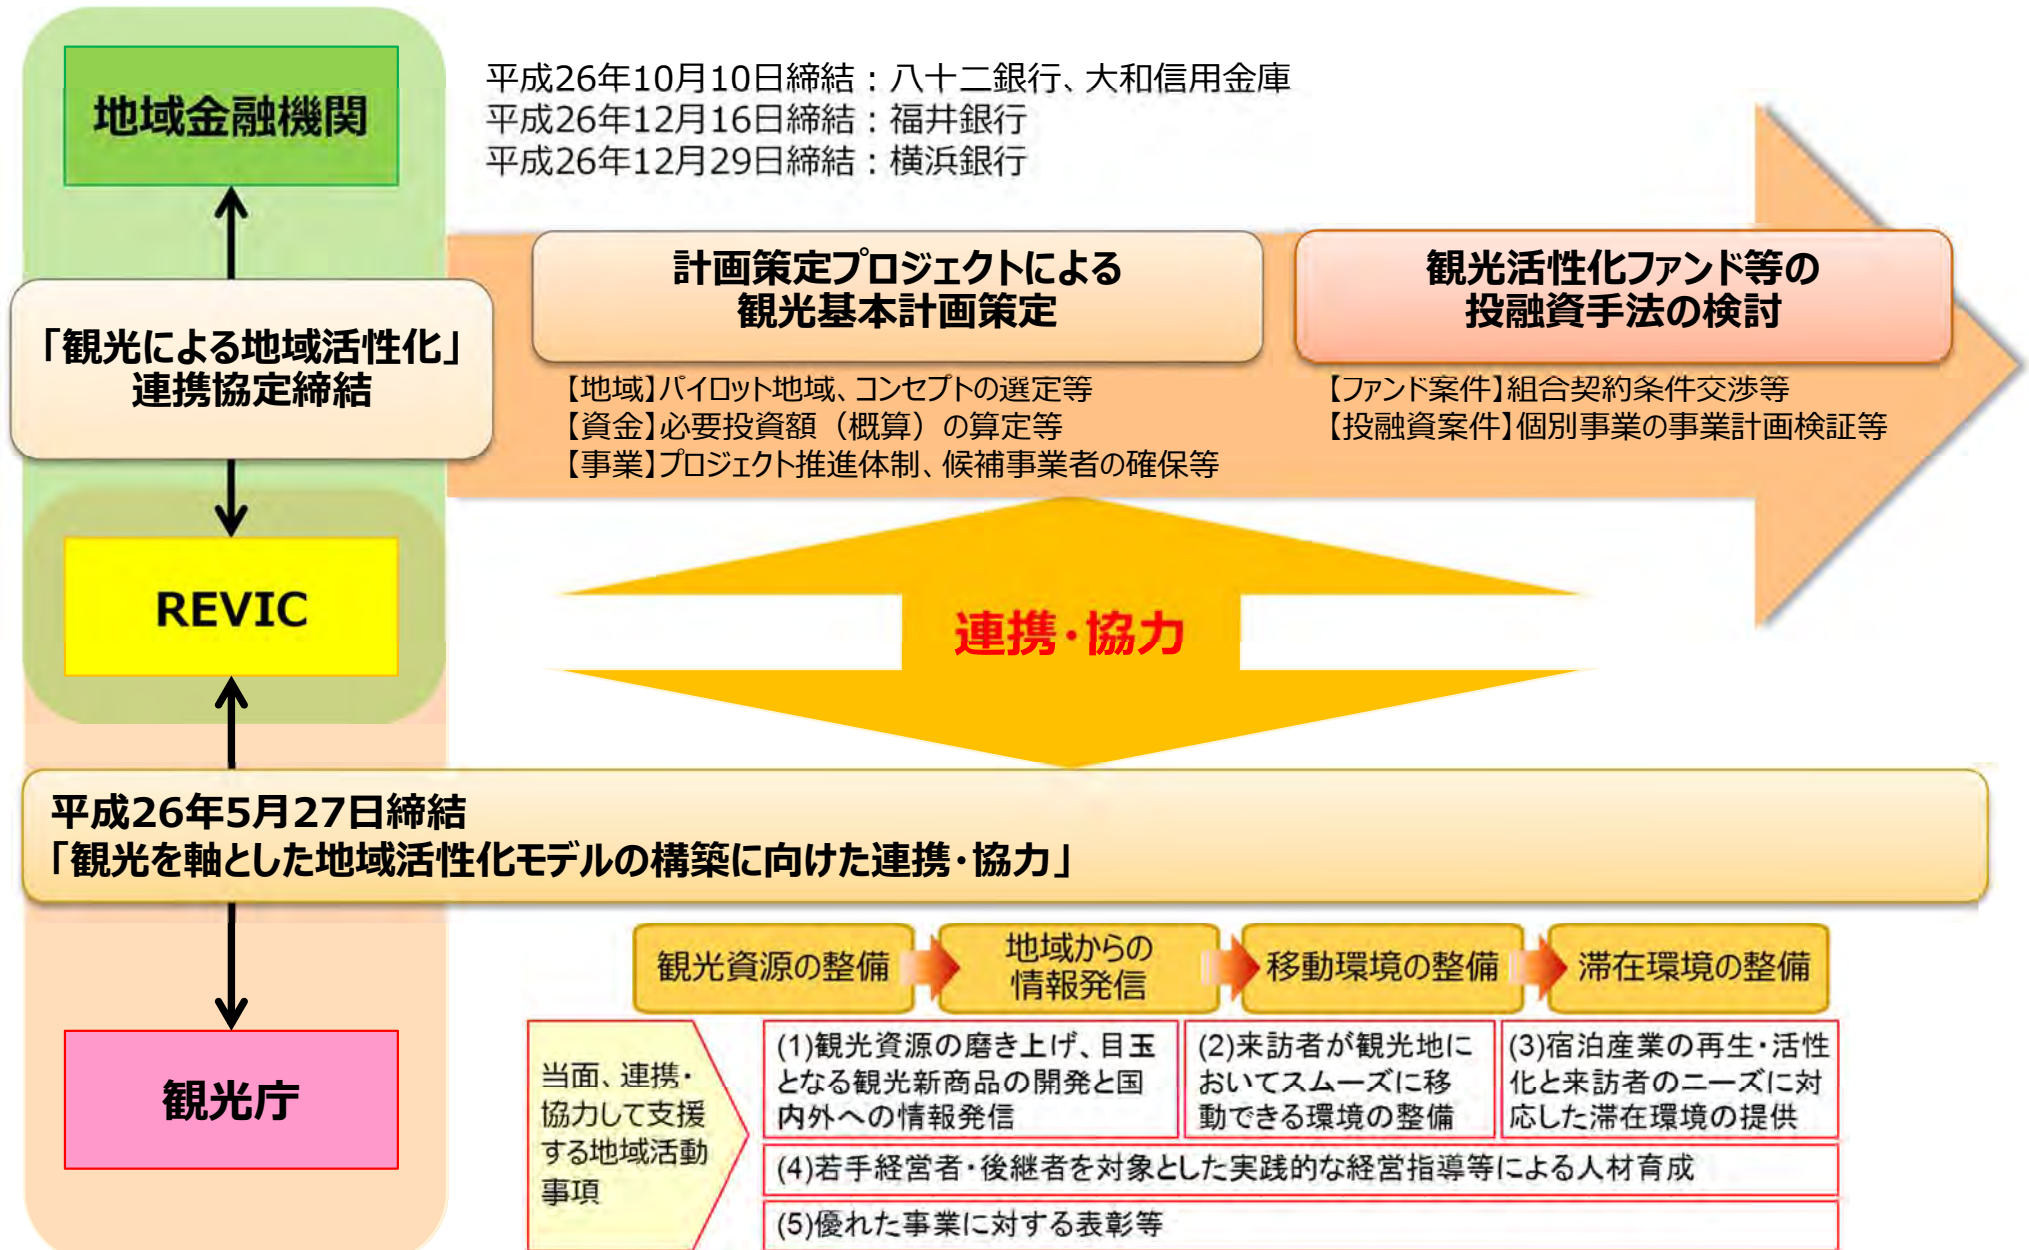 地域金融機関
平成26年10月10日締結：八十二銀行、大和信用金庫
平成26年12月16日締結：福井銀行
平成26年12月29日締結：横浜銀行
「観光による地域活性化」
連携協定締結
計画策定プロジェクトによる
観光基本計画策定
【地域】パイロット地域、コンセプトの選定等
【資金】必要投資額（概算）の算定等
【事業】プロジェクト推進体制、候補事業者の確保等
観光活性化ファンド等の
投融資手法の検討
【ファンド案件】組合契約条件交渉等
【投融資案件】個別事業の事業計画検証等
REVIC
連携・協力
平成26年5月27日締結
「観光を軸とした地域活性化モデルの構築に向けた連携・協力」
観光庁
観光資源の整備
地域からの
情報発信
移動環境の整備
滞在環境の整備
当面、連携・
協力して支援
する地域活動
事項
(1)観光資源の磨き上げ、目玉
となる観光新商品の開発と国
内外への情報発信
(2)来訪者が観光地に
おいてスムーズに移
動できる環境の整備
(3)宿泊産業の再生・活性
化と来訪者のニーズに対
応した滞在環境の提供
(4)若手経営者・後継者を対象とした実践的な経営指導等による人材育成
(5)優れた事業に対する表彰等